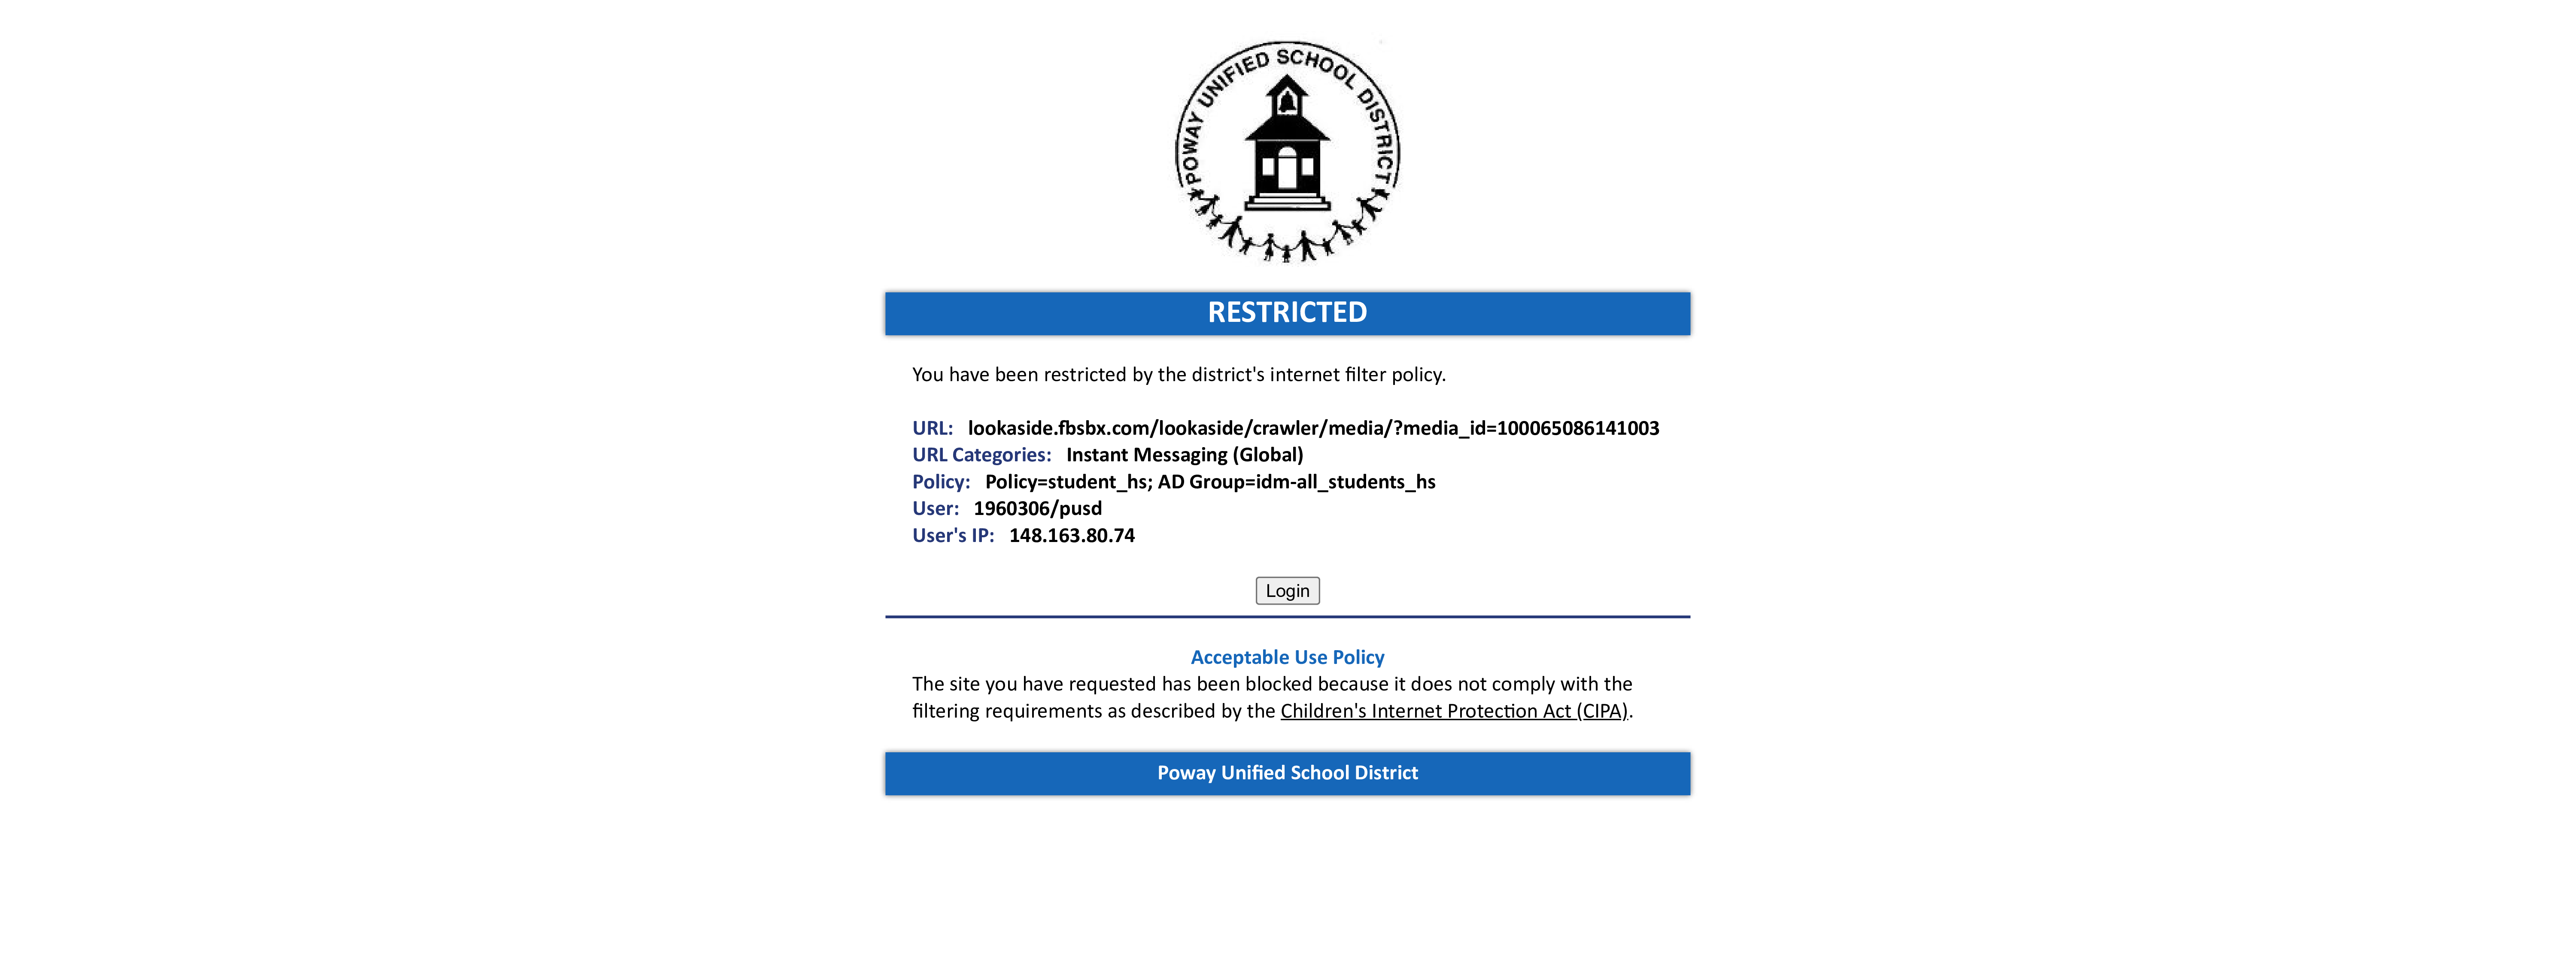 POWAY UNIFIED SCHOOL DISTRICT
RESTRICTED
You have been restricted by the district's internet filter policy.
URL: lookaside.fbsbx.com/lookaside/crawler/media/?media_id=100065086141003
URL Categories: Instant Messaging (Global)
Policy: Policy=student_hs; AD Group=idm-all_students_hs
User: 1960306/pusd
User's IP: 148.163.80.74
Login
Acceptable Use Policy
The site you have requested has been blocked because it does not comply with the
filtering requirements as described by the Children's Internet Protection Act (CIPA).
Poway Unified School District